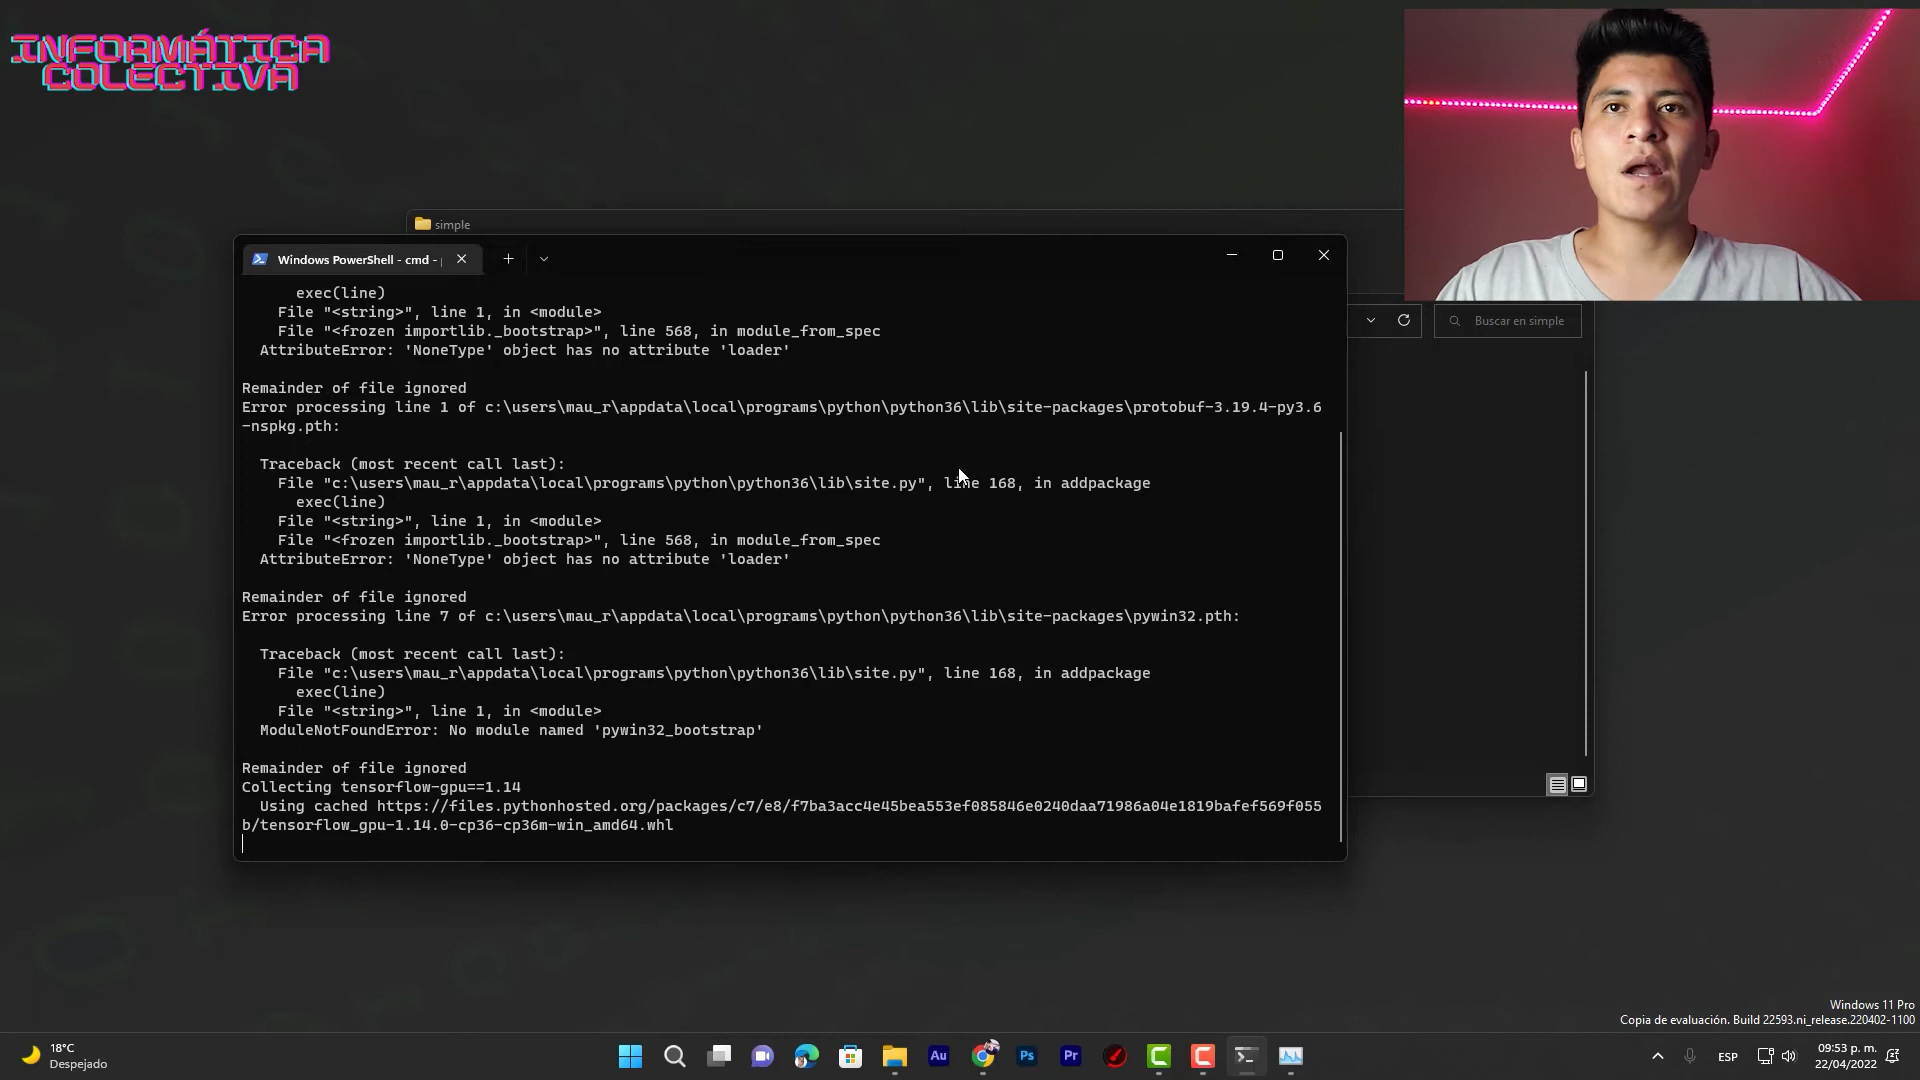 INFORMÁTICA
COLECTIVA
simple
Windows PowerShell - cmd -
Buscar en simple
exec(line)
File "<string>", line 1, in <module>
File "<frozen importlib._bootstrap>", line 568, in module_from_spec
AttributeError: 'NoneType' object has no attribute 'loader'
Remainder of file ignored
Error processing line 1 of c:\users\mau_r\appdata\local\programs\python\python36\lib\site-packages\protobuf-3.19.4-py3.6
-nspkg.pth:
Traceback (most recent call last):
File "c:\users\mau_r\appdata\local\programs\python\python36\lib\site.py", line 168, in addpackage
exec(line)
File "<string>", line 1, in <module>
File "<frozen importlib._bootstrap>", line 568, in module_from_spec
AttributeError: 'NoneType' object has no attribute 'loader'
Remainder of file ignored
Error processing line 7 of c:\users\mau_r\appdata\local\programs\python\python36\lib\site-packages\pywin32.pth:
Traceback (most recent call last):
File "c:\users\mau_r\appdata\local\programs\python\python36\lib\site.py", line 168, in addpackage
exec(line)
File "<string>", line 1, in <module>
ModuleNotFoundError: No module named 'pywin32_bootstrap'
Remainder of file ignored
Collecting tensorflow-gpu==1.14
Using cached https://files.pythonhosted.org/packages/c7/e8/f7ba3acc4e45bea553ef085846e0240daa71986a04e1819bafef569f055
b/tensorflow_gpu-1.14.0-cp36-cp36m-win_amd64.whl
Windows 11 Pro
Copia de evaluación. Build 22593.ni_release.220402-1100
18°C
Despejado
Au
Ps
Pr
ESP
09:53 p. m.
22/04/2022